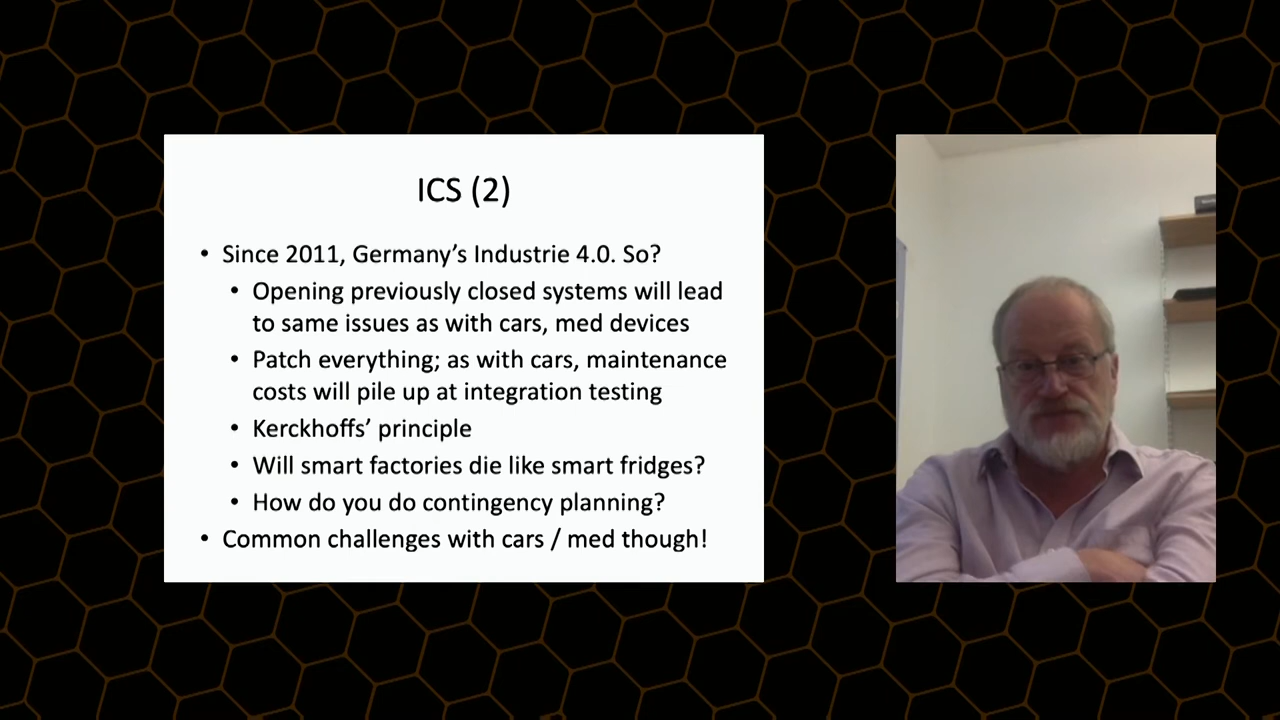 ICS (2)
• Since 2011, Germany’s Industrie 4.0. So?
• Opening previously closed systems will lead
to same issues as with cars, med devices
• Patch everything; as with cars, maintenance
costs will pile up at integration testing
• Kerckhoffs’ principle
• Will smart factories die like smart fridges?
• How do you do contingency planning?
• Common challenges with cars / med though!